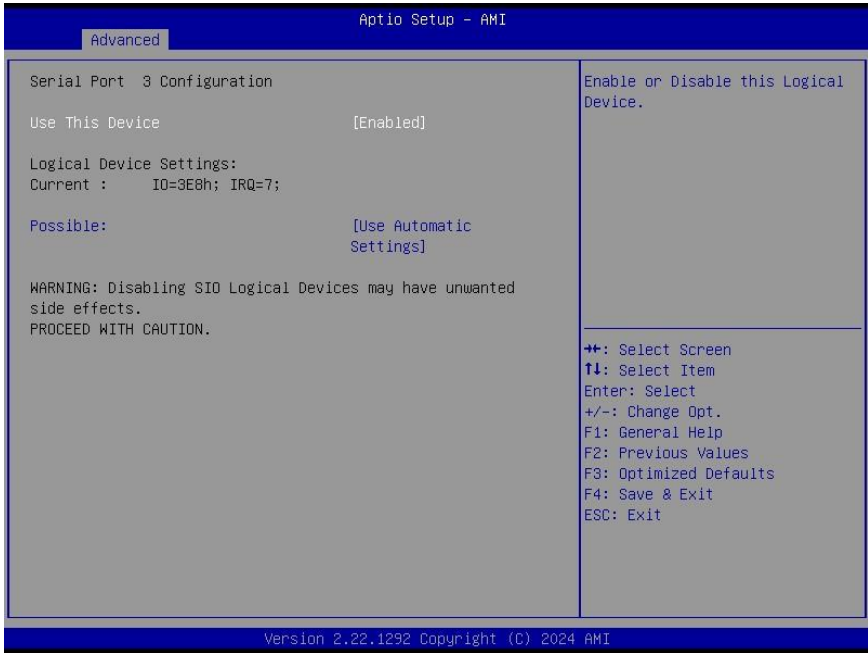 Aptio Setup – AMI
Advanced
Serial Port 3 Configuration
Use This Device [Enabled]
Logical Device Settings:
Current : IO=3E8h; IRQ=7;
Possible: [Use Automatic
Settings]
WARNING: Disabling SIO Logical Devices may have unwanted
side effects.
PROCEED WITH CAUTION.
Enable or Disable this Logical
Device.
→←: Select Screen
↑↓: Select Item
Enter: Select
+/-: Change Opt.
F1: General Help
F2: Previous Values
F3: Optimized Defaults
F4: Save & Exit
ESC: Exit
Version 2.22.1292 Copyright (C) 2024 AMI